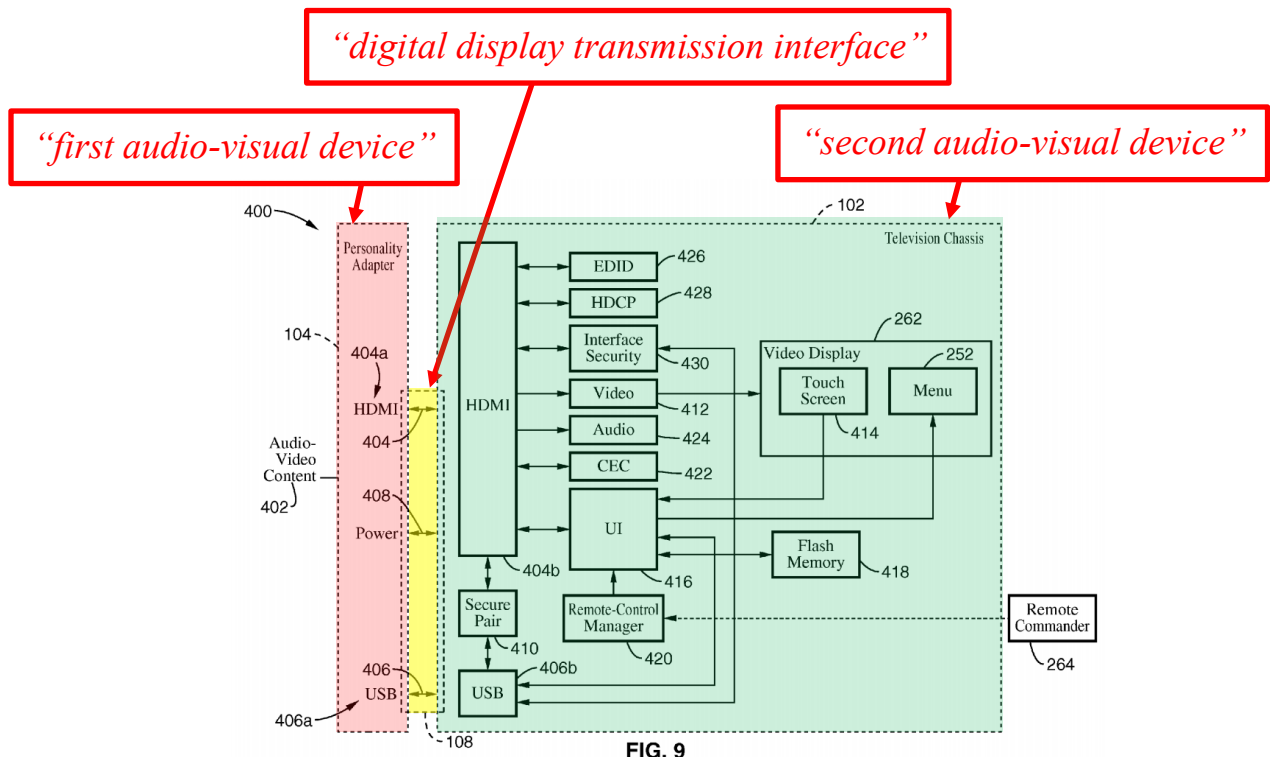 “digital display transmission interface”
“first audio-visual device”
“second audio-visual device”
400
102
Personality
Adapter
Television Chassis
EDID
426
HDCP
428
104
Interface
Security
430
262
Video Display
252
404a
Touch
Screen
Menu
HDMI
HDMI
Video
412
414
404
Audio
424
Audio-
Video
Content
402
CEC
422
408
Power
UI
Flash
Memory
418
404b
416
Secure
Pair
410
Remote-Control
Manager
420
Remote
Commander
264
406
USB
406a
406b
USB
108
FIG. 9